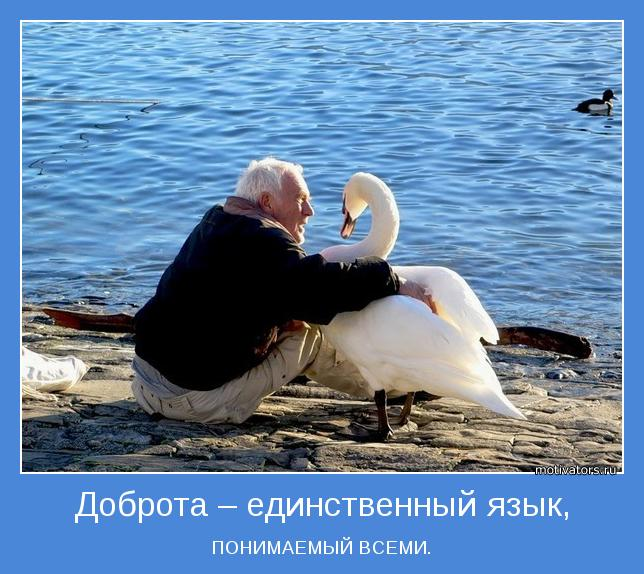 motivators.ru
Доброта – единственный язык,
ПОНИМАЕМЫЙ ВСЕМИ.